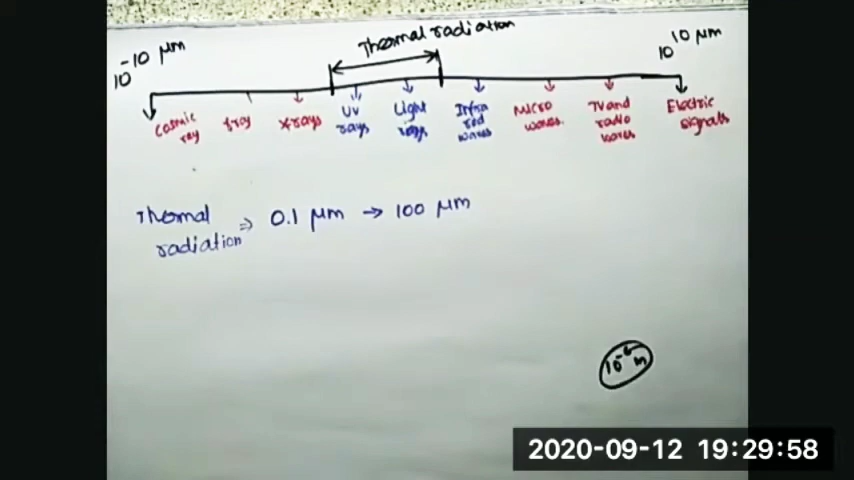 Thermal radiation
10^-10 μm
10^10 μm
Cosmic ray
γray
X rays
UV rays
Light rays
Infra red waves
Micro waves.
TV and radio waves
Electric signals
Thermal radiation ⇒ 0.1 μm → 100 μm
10^-6 m
2020-09-12 19:29:58